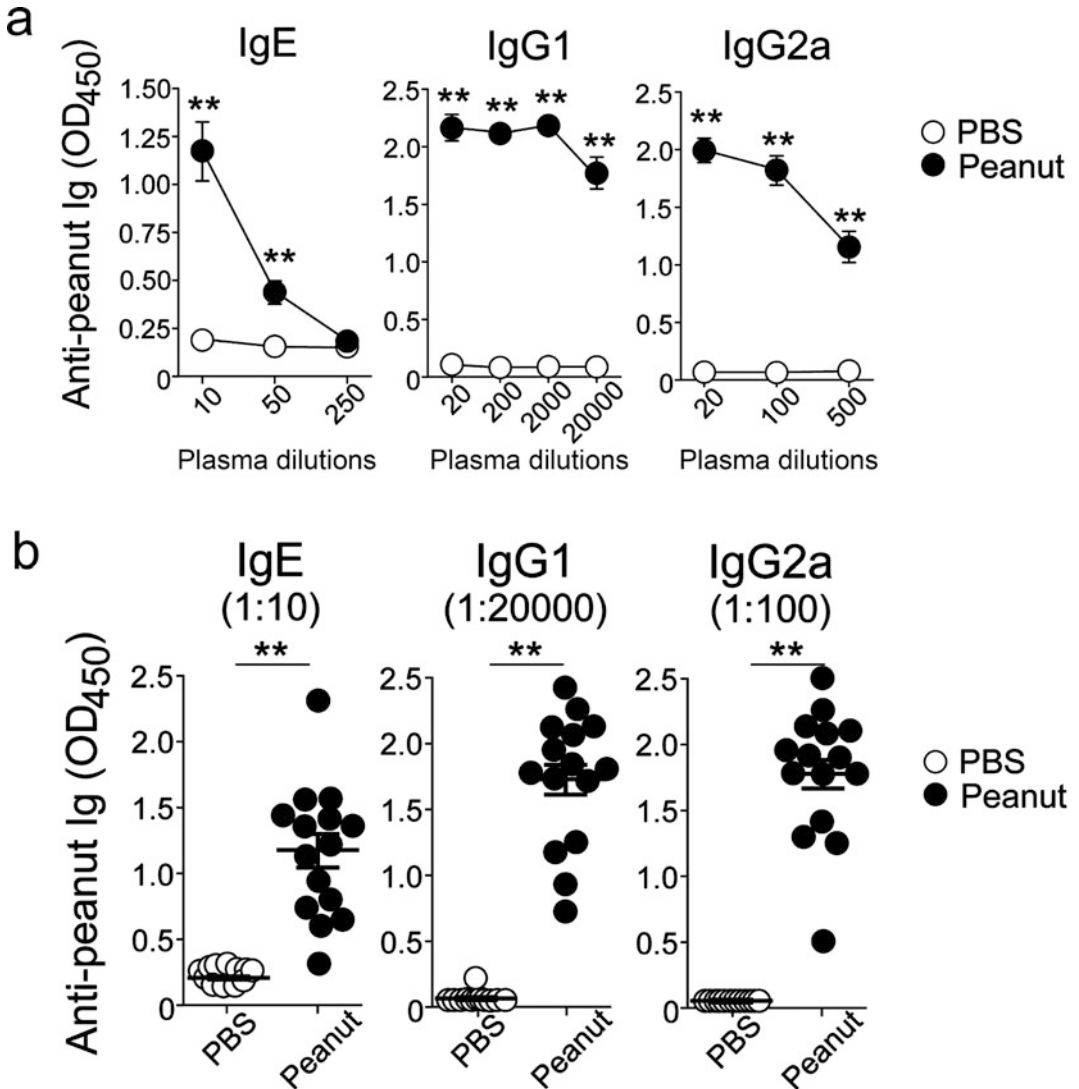 a
IgE
IgG1
IgG2a
Anti-peanut Ig (OD450)
1.50
1.25
1.00
0.75
0.50
0.25
0
**
**
10
50
250
Plasma dilutions
2.5
2.0
1.5
1.0
0.5
0
**
**
**
**
20
200
2000
20000
Plasma dilutions
2.5
2.0
1.5
1.0
0.5
0
**
**
**
20
100
500
Plasma dilutions
PBS
Peanut
b
IgE
(1:10)
IgG1
(1:20000)
IgG2a
(1:100)
Anti-peanut Ig (OD450)
**
2.5
2.0
1.5
1.0
0.5
0
PBS
Peanut
**
2.5
2.0
1.5
1.0
0.5
0
PBS
Peanut
**
2.5
2.0
1.5
1.0
0.5
0
PBS
Peanut
PBS
Peanut